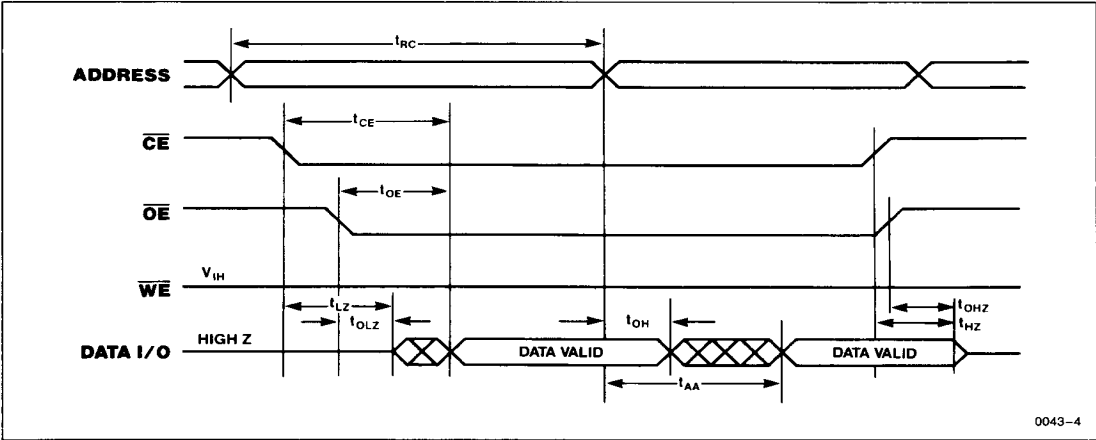 tRC
ADDRESS
tCE
CE
tOE
OE
VIH
WE
tLZ
tOLZ
tOH
tOHZ
tHZ
DATA I/O
HIGH Z
DATA VALID
DATA VALID
tAA
0043-4